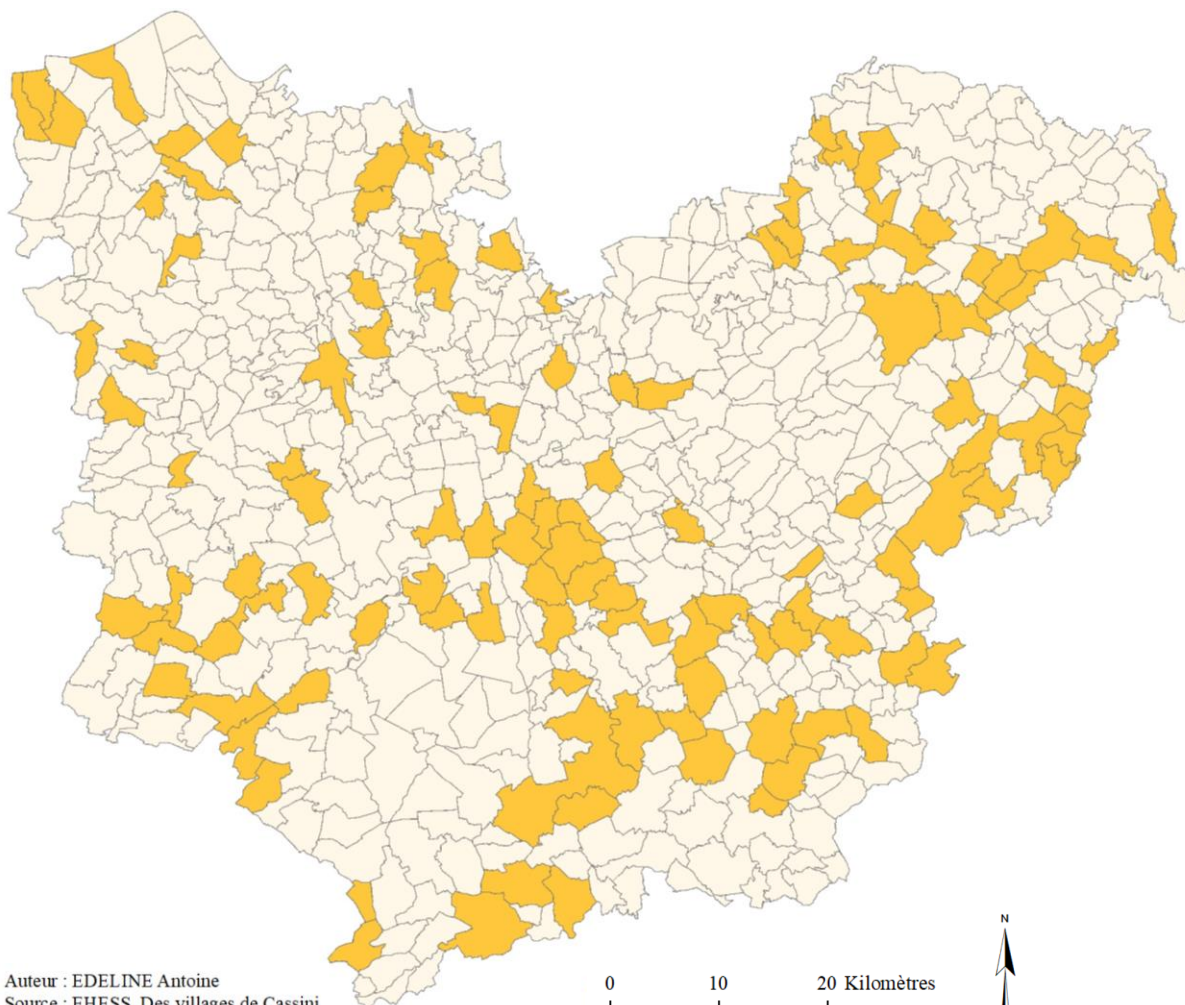 N
Auteur : EDELINE Antoine
0 10 20 Kilomètres
Source : EHESS, Des villages de Cassini